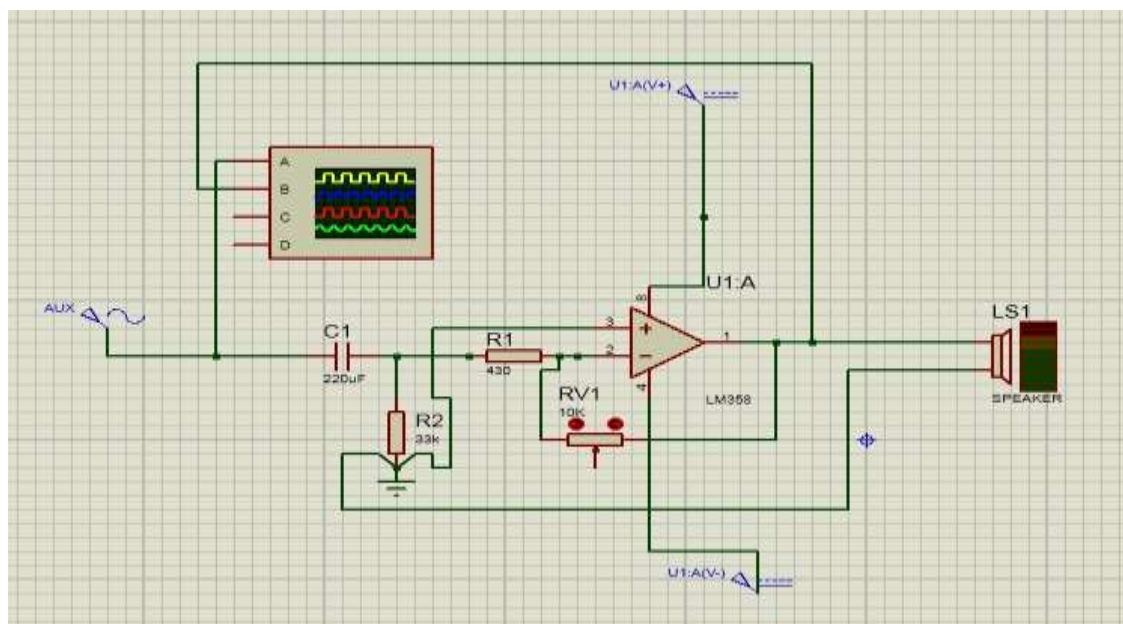 U1:A(V+)
A
B
C
D
AUX
U1:A
8
C1
R1
3
+
1
LS1
220uF
430
2
−
4
LM358
SPEAKER
R2
33k
RV1
10K
U1:A(V-)